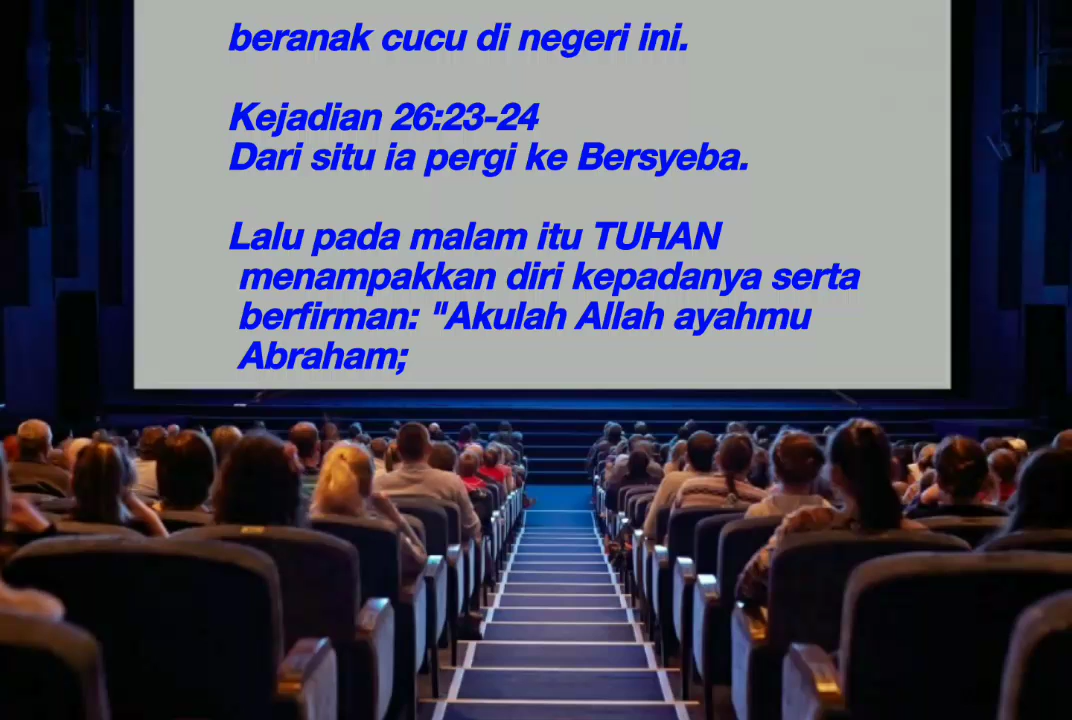 beranak cucu di negeri ini.
Kejadian 26:23-24
Dari situ ia pergi ke Bersyeba.
Lalu pada malam itu TUHAN
menampakkan diri kepadanya serta
berfirman: "Akulah Allah ayahmu
Abraham;